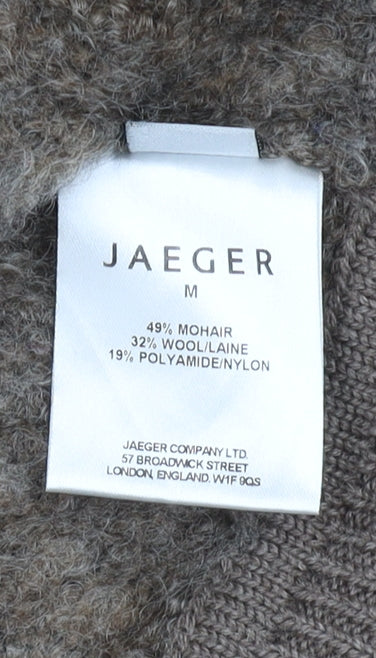 JAEGER
M
49% MOHAIR
32% WOOL/LAINE
19% POLYAMIDE/NYLON
JAEGER COMPANY LTD.
57 BROADWICK STREET
LONDON, ENGLAND. W1F 9QS